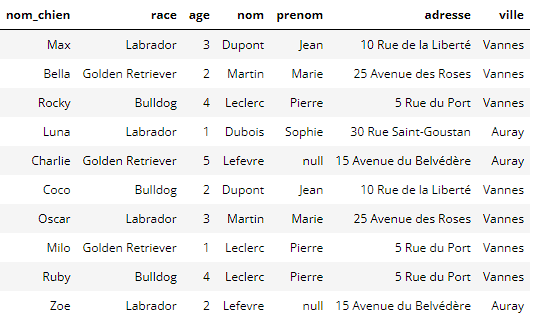 nom_chien race age nom prenom adresse ville
Max Labrador 3 Dupont Jean 10 Rue de la Liberté Vannes
Bella Golden Retriever 2 Martin Marie 25 Avenue des Roses Vannes
Rocky Bulldog 4 Leclerc Pierre 5 Rue du Port Vannes
Luna Labrador 1 Dubois Sophie 30 Rue Saint-Goustan Auray
Charlie Golden Retriever 5 Lefevre null 15 Avenue du Belvédère Auray
Coco Bulldog 2 Dupont Jean 10 Rue de la Liberté Vannes
Oscar Labrador 3 Martin Marie 25 Avenue des Roses Vannes
Milo Golden Retriever 1 Leclerc Pierre 5 Rue du Port Vannes
Ruby Bulldog 4 Leclerc Pierre 5 Rue du Port Vannes
Zoe Labrador 2 Lefevre null 15 Avenue du Belvédère Auray